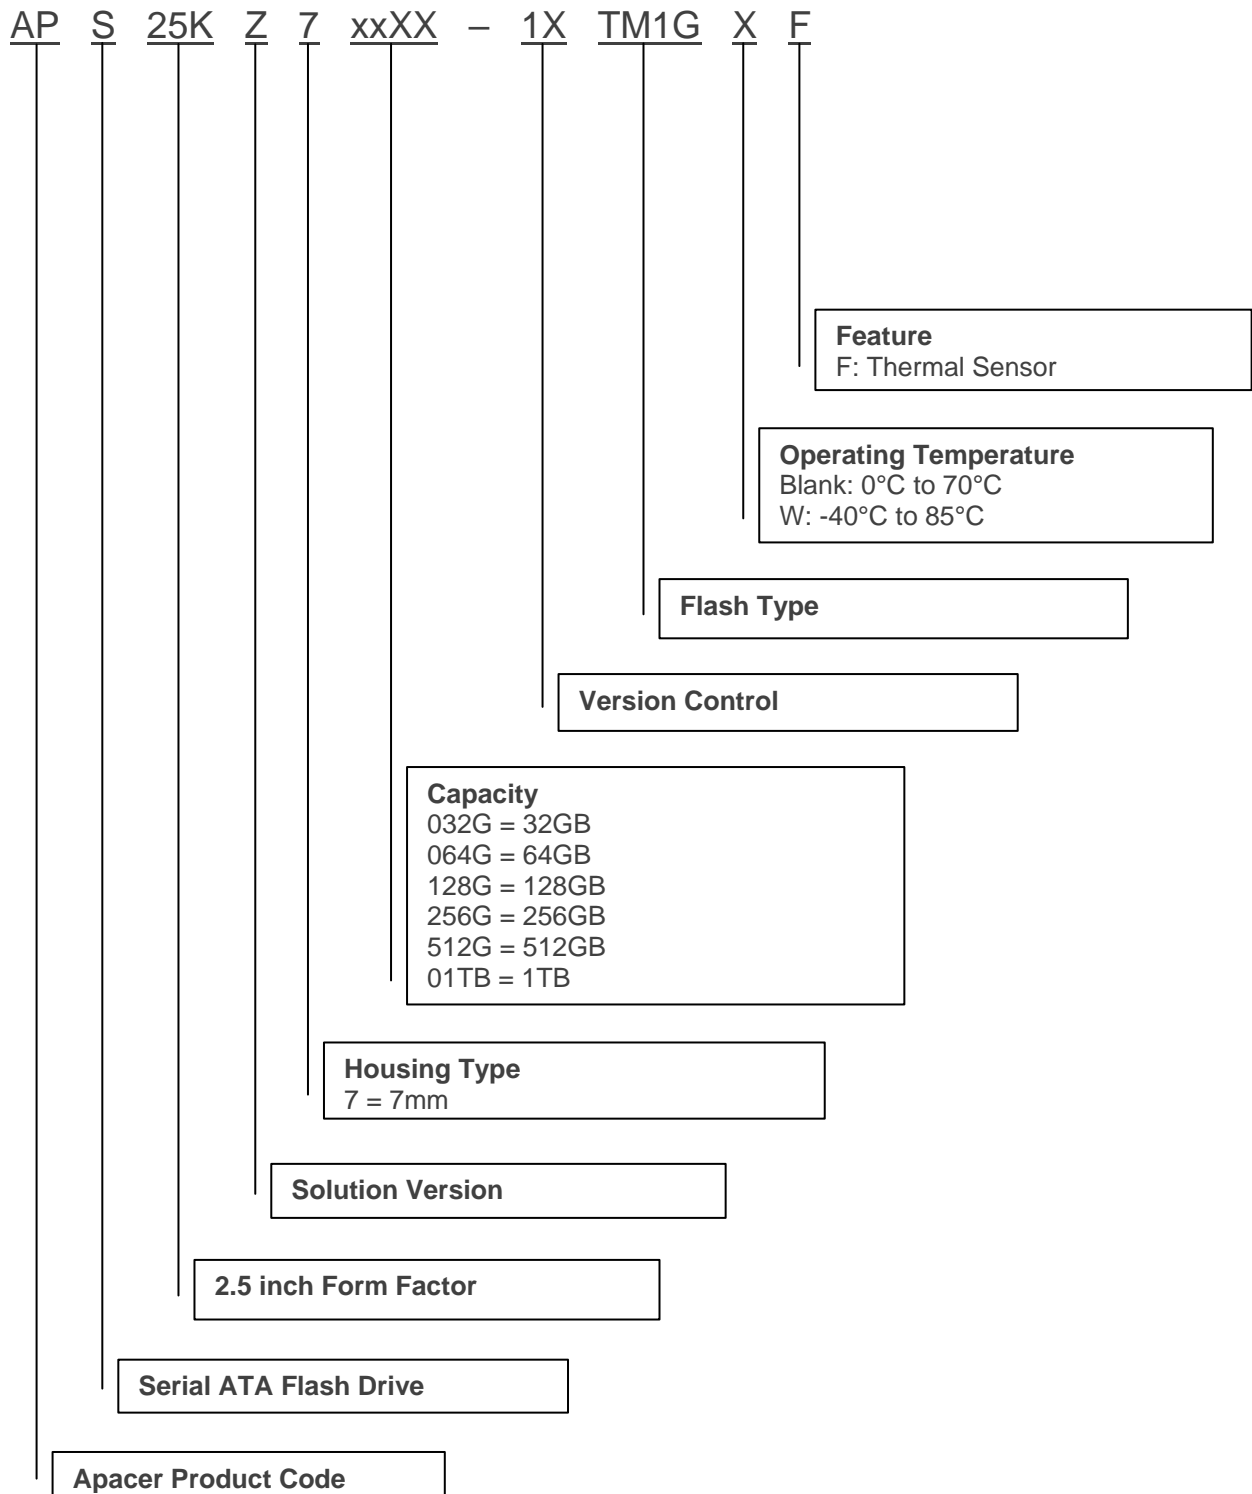 AP S 25K Z 7 xxXX – 1X TM1G X F
Feature
F: Thermal Sensor
Operating Temperature
Blank: 0°C to 70°C
W: -40°C to 85°C
Flash Type
Version Control
Capacity
032G = 32GB
064G = 64GB
128G = 128GB
256G = 256GB
512G = 512GB
01TB = 1TB
Housing Type
7 = 7mm
Solution Version
2.5 inch Form Factor
Serial ATA Flash Drive
Apacer Product Code